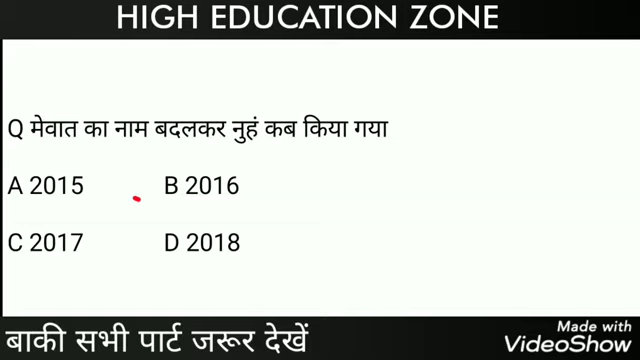 HIGH EDUCATION ZONE
Q मेवात का नाम बदलकर नुहं कब किया गया
A 2015 B 2016
C 2017 D 2018
बाकी सभी पार्ट जरूर देखें
Made with
VideoShow